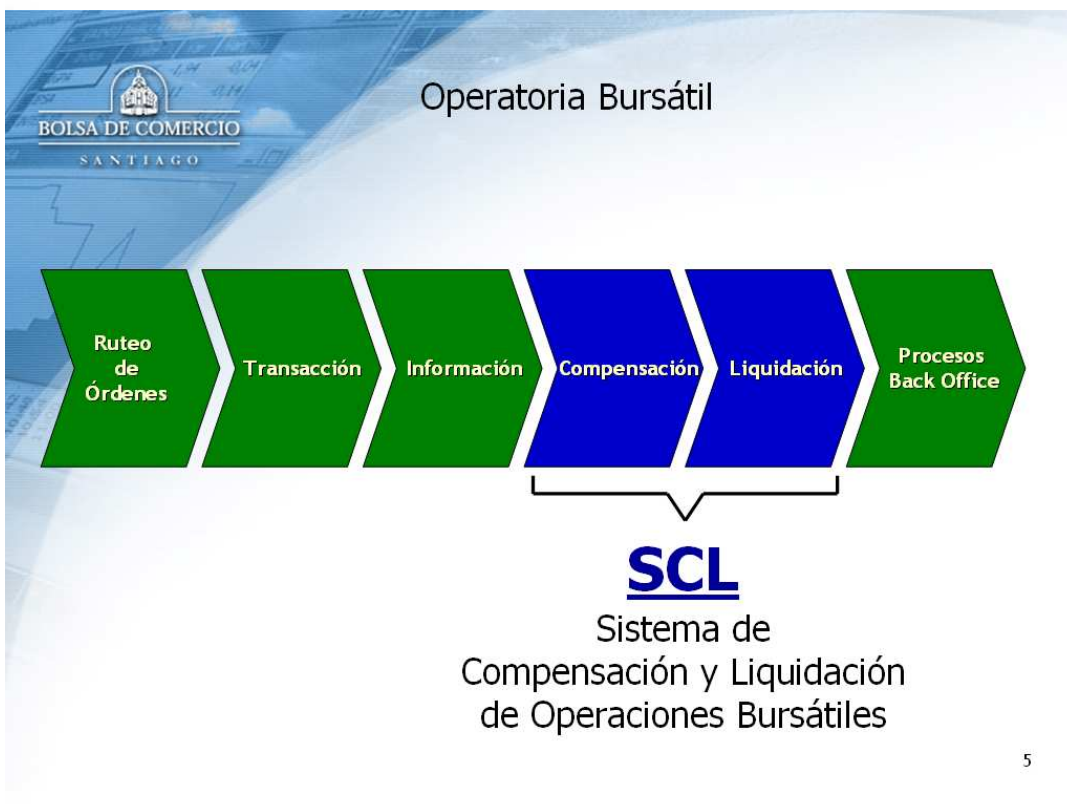 BOLSA DE COMERCIO
SANTIAGO
Operatoria Bursátil
Ruteo
de
Órdenes
Transacción
Información
Compensación
Liquidación
Procesos
Back Office
SCL
Sistema de
Compensación y Liquidación
de Operaciones Bursátiles
5